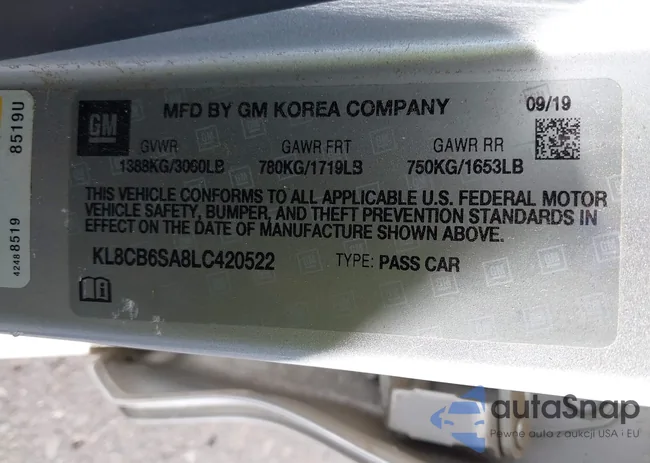 8519U
42488519
GM
MFD BY GM KOREA COMPANY
09/19
GVWR
GAWR FRT
GAWR RR
1388KG/3060LB
780KG/1719LB
750KG/1653LB
THIS VEHICLE CONFORMS TO ALL APPLICABLE U.S. FEDERAL MOTOR
VEHICLE SAFETY, BUMPER, AND THEFT PREVENTION STANDARDS IN
EFFECT ON THE DATE OF MANUFACTURE SHOWN ABOVE.
KL8CB6SA8LC420522
TYPE: PASS CAR
autoSnap
Pewne auta z aukcji USA i EU